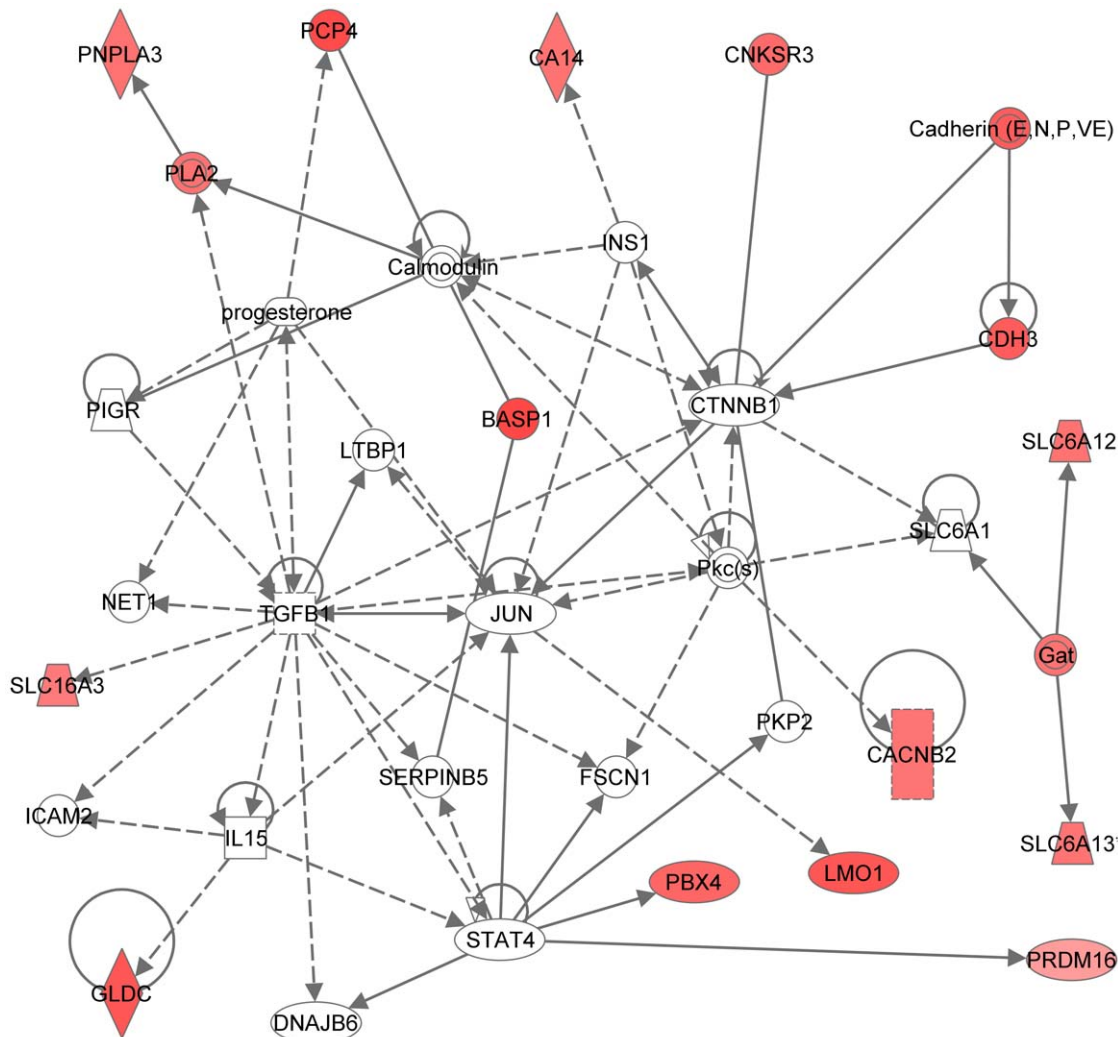 PNPLA3
PCP4
CA14
CNKSR3
Cadherin (E,N,P,VE)
PLA2
INS1
Calmodulin
progesterone
CDH3
PIGR
CTNNB1
BASP1
LTBP1
SLC6A12
SLC6A1
Pkc(s)
NET1
TGFB1
JUN
Gat
SLC16A3
PKP2
CACNB2
SERPINB5
FSCN1
ICAM2
IL15
SLC6A13*
PBX4
LMO1
STAT4
PRDM16
GLDC
DNAJB6